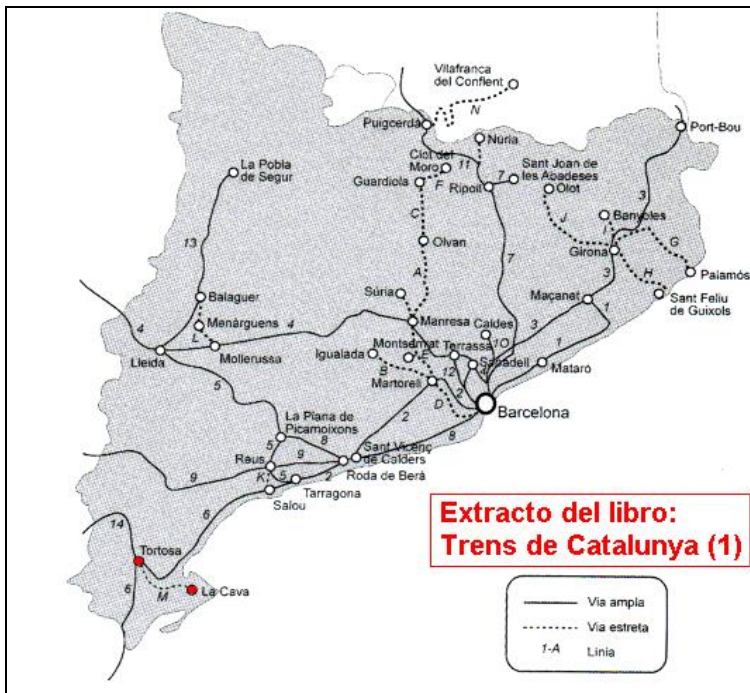 Vilafranca
del Conflent
N
Puigcerdà
Port-Bou
Núria
Clot del
Moro
11
Sant Joan de
les Abadeses
La Pobla
de Segur
Guardiola
F
7
Ripoll
Olot
3
C
J
Banyoles
I
13
Olvan
Girona
G
A
7
H
Palamós
3
Súria
Balaguer
Maçanet
Sant Feliu
de Guixols
4
Menàrguens
4
Manresa
Caldes
3
1
L
Montserrat
Terrassa
10
Lleida
Mollerussa
Igualada
E
Sabadell
1
Mataró
B
12
4
5
Martorell
2
D
Barcelona
La Plana de
Picamoixons
2
8
8
5
Sant Vicenç
de Calders
Reus
9
9
K
5
2
Roda de Berà
Tarragona
Salou
6
14
Tortosa
6
M
La Cava
Extracto del libro:
Trens de Catalunya (1)
Via ampla
Via estreta
1-A
Línia